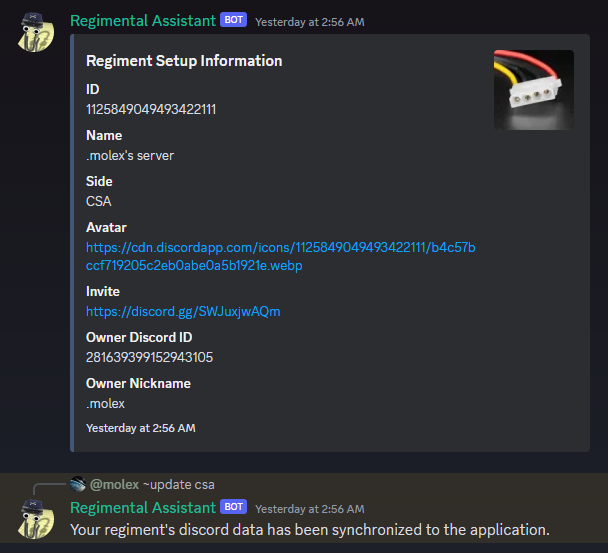 Regimental Assistant BOT Yesterday at 2:56 AM
Regiment Setup Information
ID
1125849049493422111
Name
.molex's server
Side
CSA
Avatar
https://cdn.discordapp.com/icons/1125849049493422111/b4c57b
ccf719205c2eb0abe0a5b1921e.webp
Invite
https://discord.gg/SWJuxjwAQm
Owner Discord ID
281639399152943105
Owner Nickname
.molex
Yesterday at 2:56 AM
@molex ~update csa
Regimental Assistant BOT Yesterday at 2:56 AM
Your regiment's discord data has been synchronized to the application.